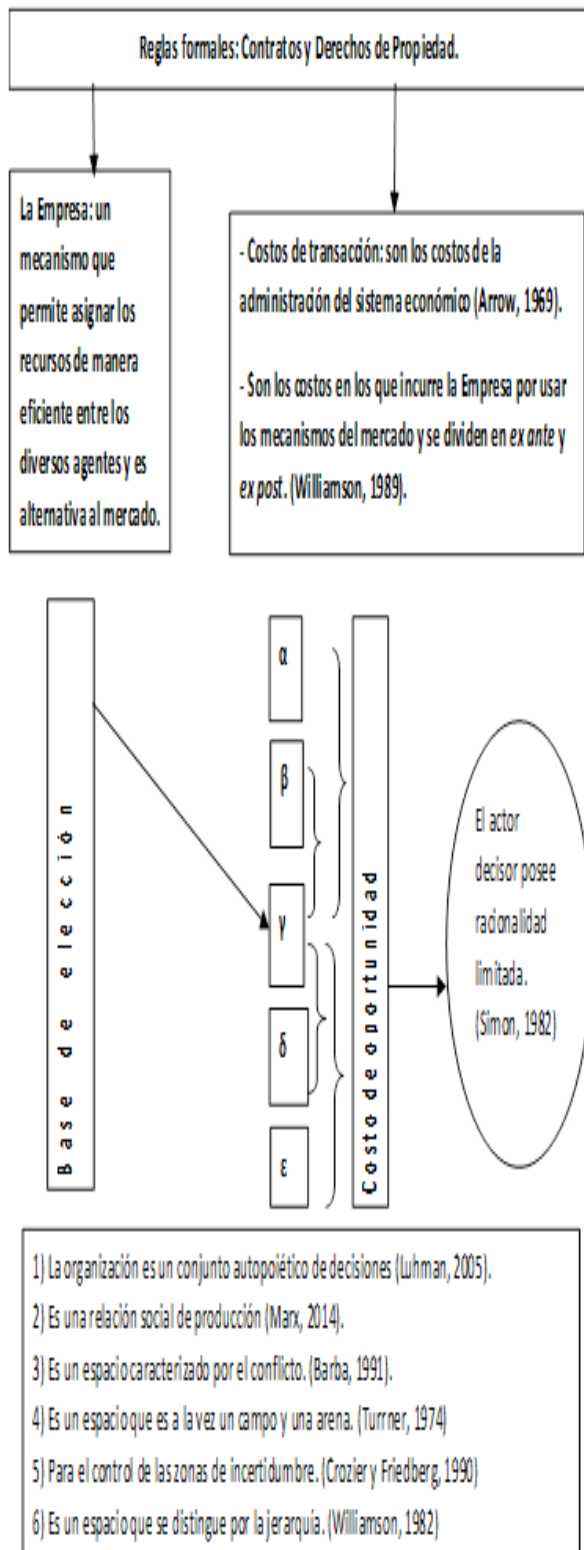 Reglas formales: Contratos y Derechos de Propiedad.
La Empresa: un
mecanismo que
permite asignar los
recursos de manera
eficiente entre los
diversos agentes y es
alternativa al mercado.
- Costos de transacción: son los costos de la
administración del sistema económico (Arrow, 1969).
- Son los costos en los que incurre la Empresa por usar
los mecanismos del mercado y se dividen en ex ante y
ex post. (Williamson, 1989).
Base de elección
α
β
γ
δ
ε
Costo de oportunidad
El actor
decisor posee
racionalidad
limitada.
(Simon, 1982)
1) La organización es un conjunto autopoiético de decisiones (Luhman, 2005).
2) Es una relación social de producción (Marx, 2014).
3) Es un espacio caracterizado por el conflicto. (Barba, 1991).
4) Es un espacio que es a la vez un campo y una arena. (Turrner, 1974)
5) Para el control de las zonas de incertidumbre. (Crozier y Friedberg, 1990)
6) Es un espacio que se distingue por la jerarquía. (Williamson, 1982)